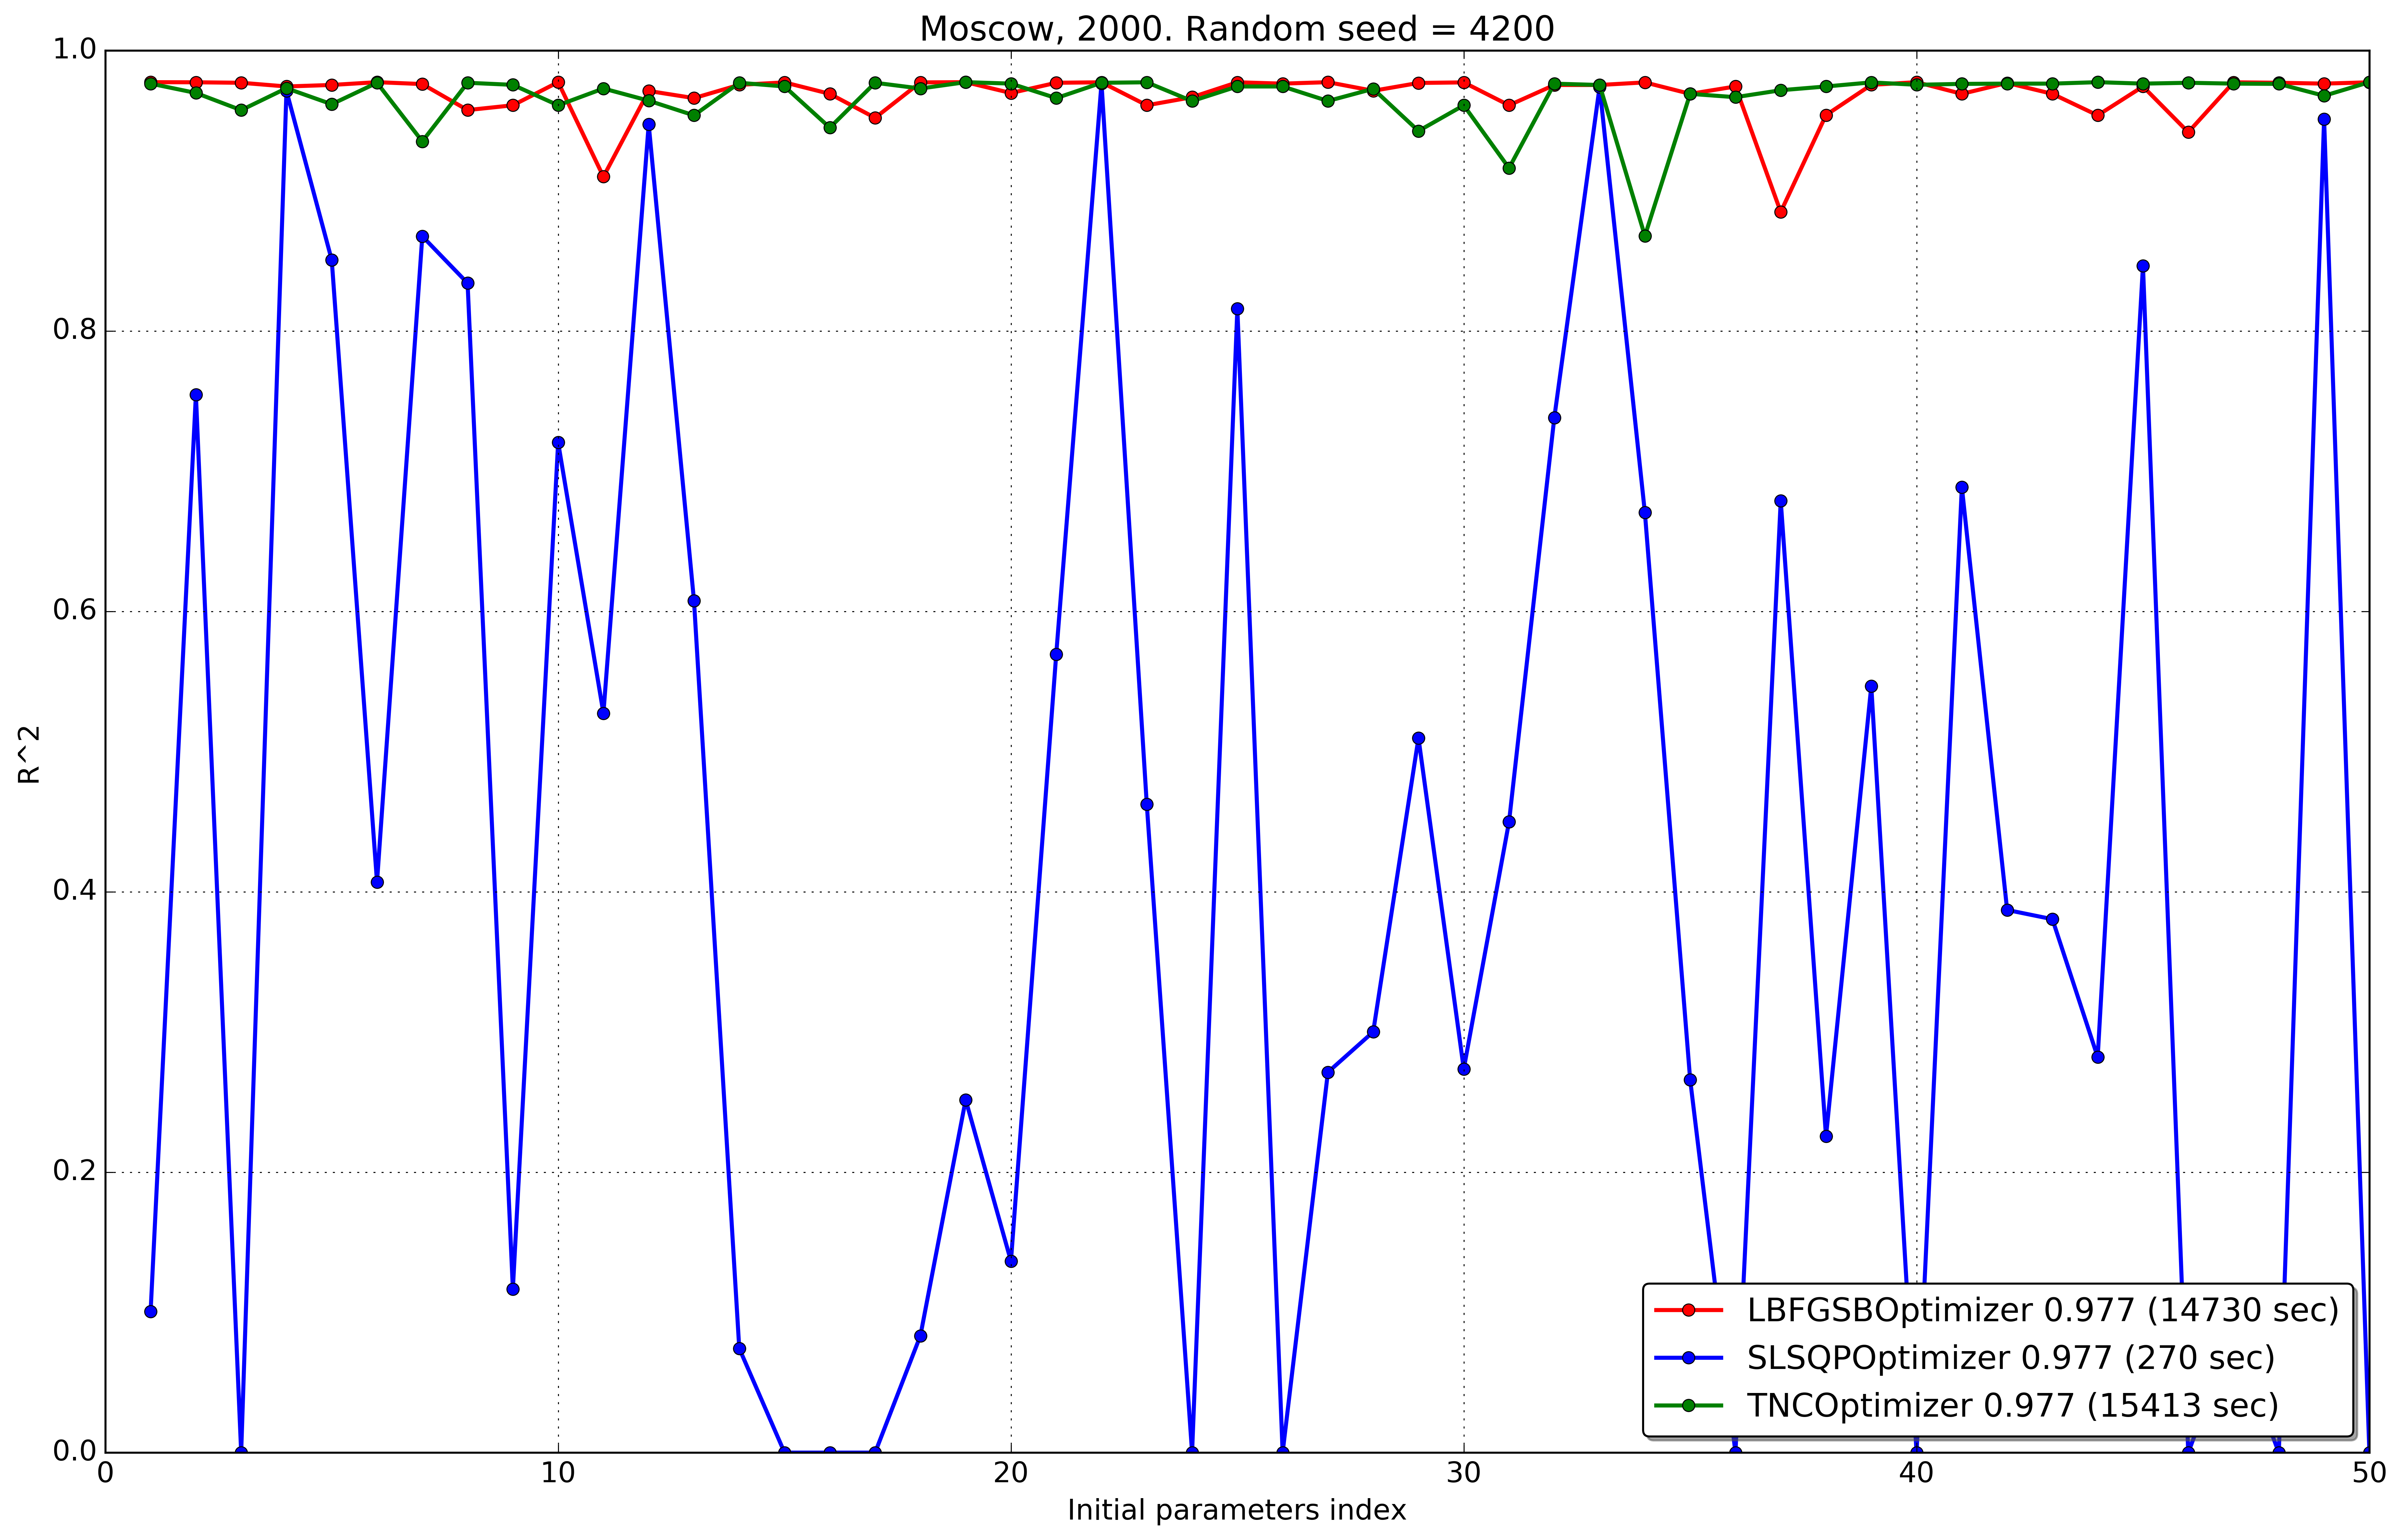 Moscow, 2000. Random seed = 4200
1.0
0.8
0.6
0.4
0.2
0.0
R^2
0 10 20 30 40 50
Initial parameters index
LBFGSBOptimizer 0.977 (14730 sec)
SLSQPOptimizer 0.977 (270 sec)
TNCOptimizer 0.977 (15413 sec)